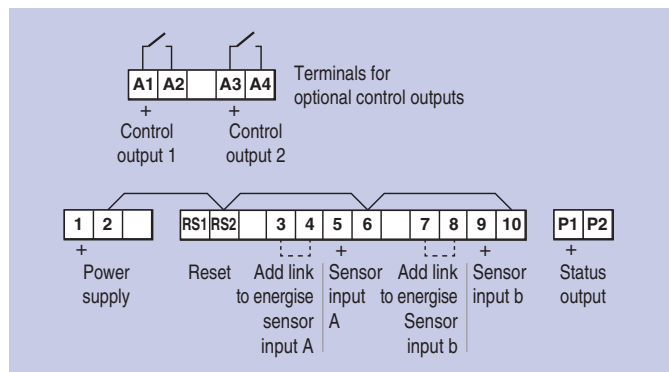 A1 A2 A3 A4
Terminals for
optional control outputs
+ +
Control Control
output 1 output 2
1 2 RS1 RS2 3 4 5 6 7 8 9 10 P1 P2
+ + + +
Power Reset Add link Sensor Add link Sensor Status
supply to energise input to energise input b output
sensor A Sensor
input A input b